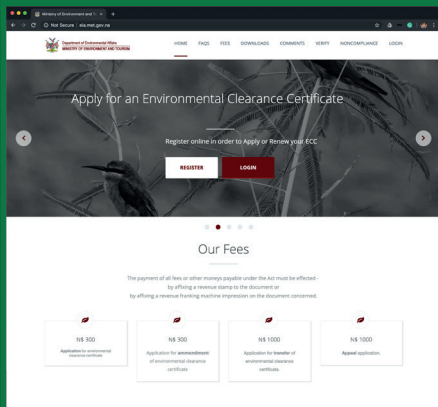 Ministry of Environment and To
Not Secure | eia.met.gov.na
Department of Environmental Affairs
MINISTRY OF ENVIRONMENT AND TOURISM
HOME FAQS FEES DOWNLOADS COMMENTS VERIFY NONCOMPLIANCE LOGIN
Apply for an Environmental Clearance Certificate
Register online in order to Apply or Renew your ECC
REGISTER LOGIN
Our Fees
The payment of all fees or other moneys payable under the Act must be effected -
by affixing a revenue stamp to the document or
by affixing a revenue franking machine impression on the document concerned.
N$ 300
Application for environmental
clearance certificate
N$ 300
Application for ammendment
of environmental clearance
certificate
N$ 1000
Application for transfer of
environmental clearance
certificate.
N$ 1000
Appeal application.